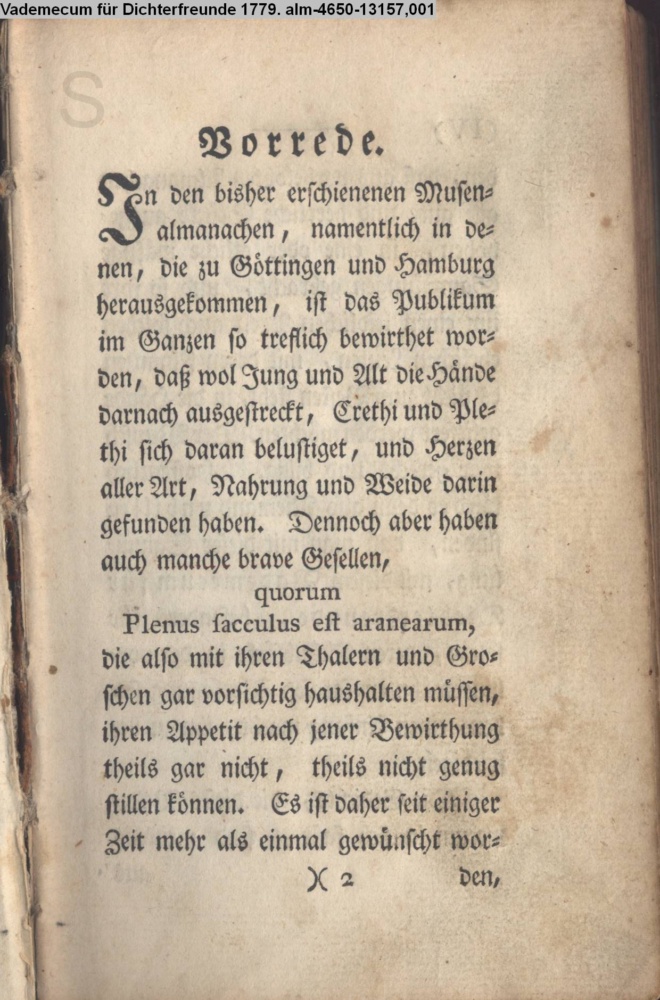 Vademecum für Dichterfreunde 1779. alm-4650-13157,001
S
Vorrede.
In den bisher erschienenen Musen-
almanachen, namentlich in de-
nen, die zu Göttingen und Hamburg
herausgekommen, ist das Publikum
im Ganzen so treflich bewirthet wor-
den, daß wol Jung und Alt die Hände
darnach ausgestreckt, Crethi und Ple-
thi sich daran belustiget, und Herzen
aller Art, Nahrung und Weide darin
gefunden haben. Dennoch aber haben
auch manche brave Gesellen,
quorum
Plenus ſacculus eſt aranearum,
die also mit ihren Thalern und Gro-
schen gar vorsichtig haushalten müssen,
ihren Appetit nach jener Bewirthung
theils gar nicht, theils nicht genug
stillen können. Es ist daher seit einiger
Zeit mehr als einmal gewünscht wor-
)( 2 den,